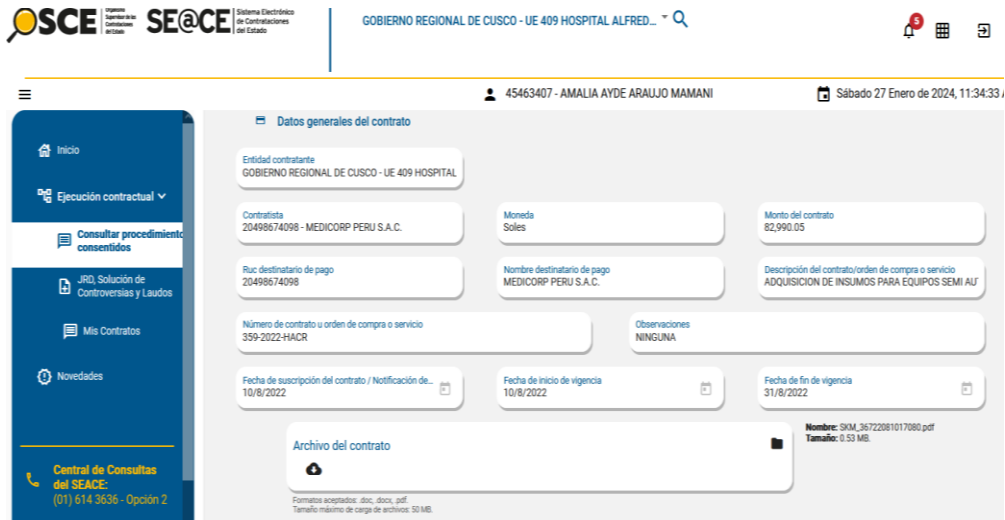 OSCE Organismo Supervisor de las Contrataciones del Estado SE@CE Sistema Electrónico de Contrataciones del Estado
GOBIERNO REGIONAL DE CUSCO - UE 409 HOSPITAL ALFRED...
5
45463407 - AMALIA AYDE ARAUJO MAMANI
Sábado 27 Enero de 2024, 11:34:33 A
Inicio
Ejecución contractual
Consultar procedimiento
consentidos
JRD, Solución de
Controversias y Laudos
Mis Contratos
Novedades
Central de Consultas
del SEACE:
(01) 614 3636 - Opción 2
Datos generales del contrato
Entidad contratante
GOBIERNO REGIONAL DE CUSCO - UE 409 HOSPITAL
Contratista
20498674098 - MEDICORP PERU S.A.C.
Moneda
Soles
Monto del contrato
82,990.05
Ruc destinatario de pago
20498674098
Nombre destinatario de pago
MEDICORP PERU S.A.C.
Descripción del contrato/orden de compra o servicio
ADQUISICION DE INSUMOS PARA EQUIPOS SEMI AUT
Número de contrato u orden de compra o servicio
359-2022-HACR
Observaciones
NINGUNA
Fecha de suscripción del contrato / Notificación de...
10/8/2022
Fecha de inicio de vigencia
10/8/2022
Fecha de fin de vigencia
31/8/2022
Archivo del contrato
Nombre: SKM_36722081017080.pdf
Tamaño: 0.53 MB.
Formatos aceptados: .doc, .docx, .pdf.
Tamaño máximo de carga de archivos: 50 MB.